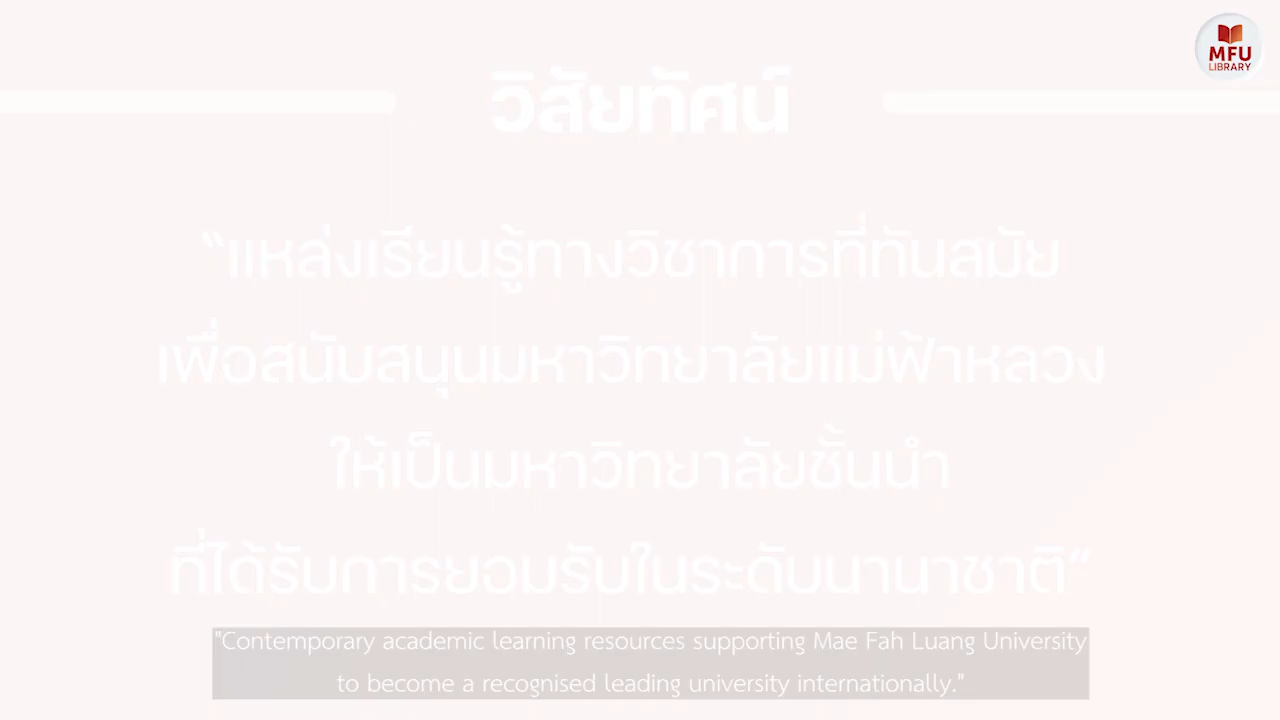 MFU
LIBRARY
วิสัยทัศน์
“แหล่งเรียนรู้ทางวิชาการที่ทันสมัย
เพื่อสนับสนุนมหาวิทยาลัยแม่ฟ้าหลวง
ให้เป็นมหาวิทยาลัยชั้นนำ
ที่ได้รับการยอมรับในระดับนานาชาติ”
"Contemporary academic learning resources supporting Mae Fah Luang University
to become a recognised leading university internationally."